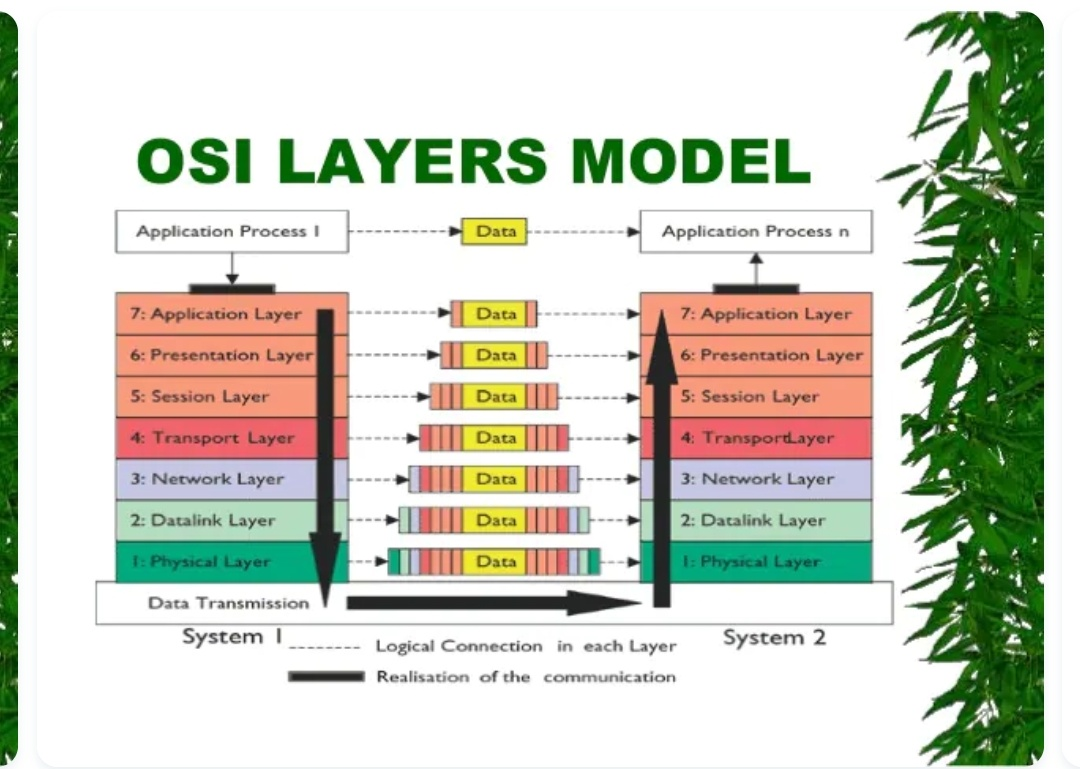 OSI LAYERS MODEL
Application Process 1 Data Application Process n
7: Application Layer Data 7: Application Layer
6: Presentation Layer Data 6: Presentation Layer
5: Session Layer Data 5: Session Layer
4: Transport Layer Data 4: TransportLayer
3: Network Layer Data 3: Network Layer
2: Datalink Layer Data 2: Datalink Layer
1: Physical Layer Data 1: Physical Layer
Data Transmission
System 1 System 2
Logical Connection in each Layer
Realisation of the communication